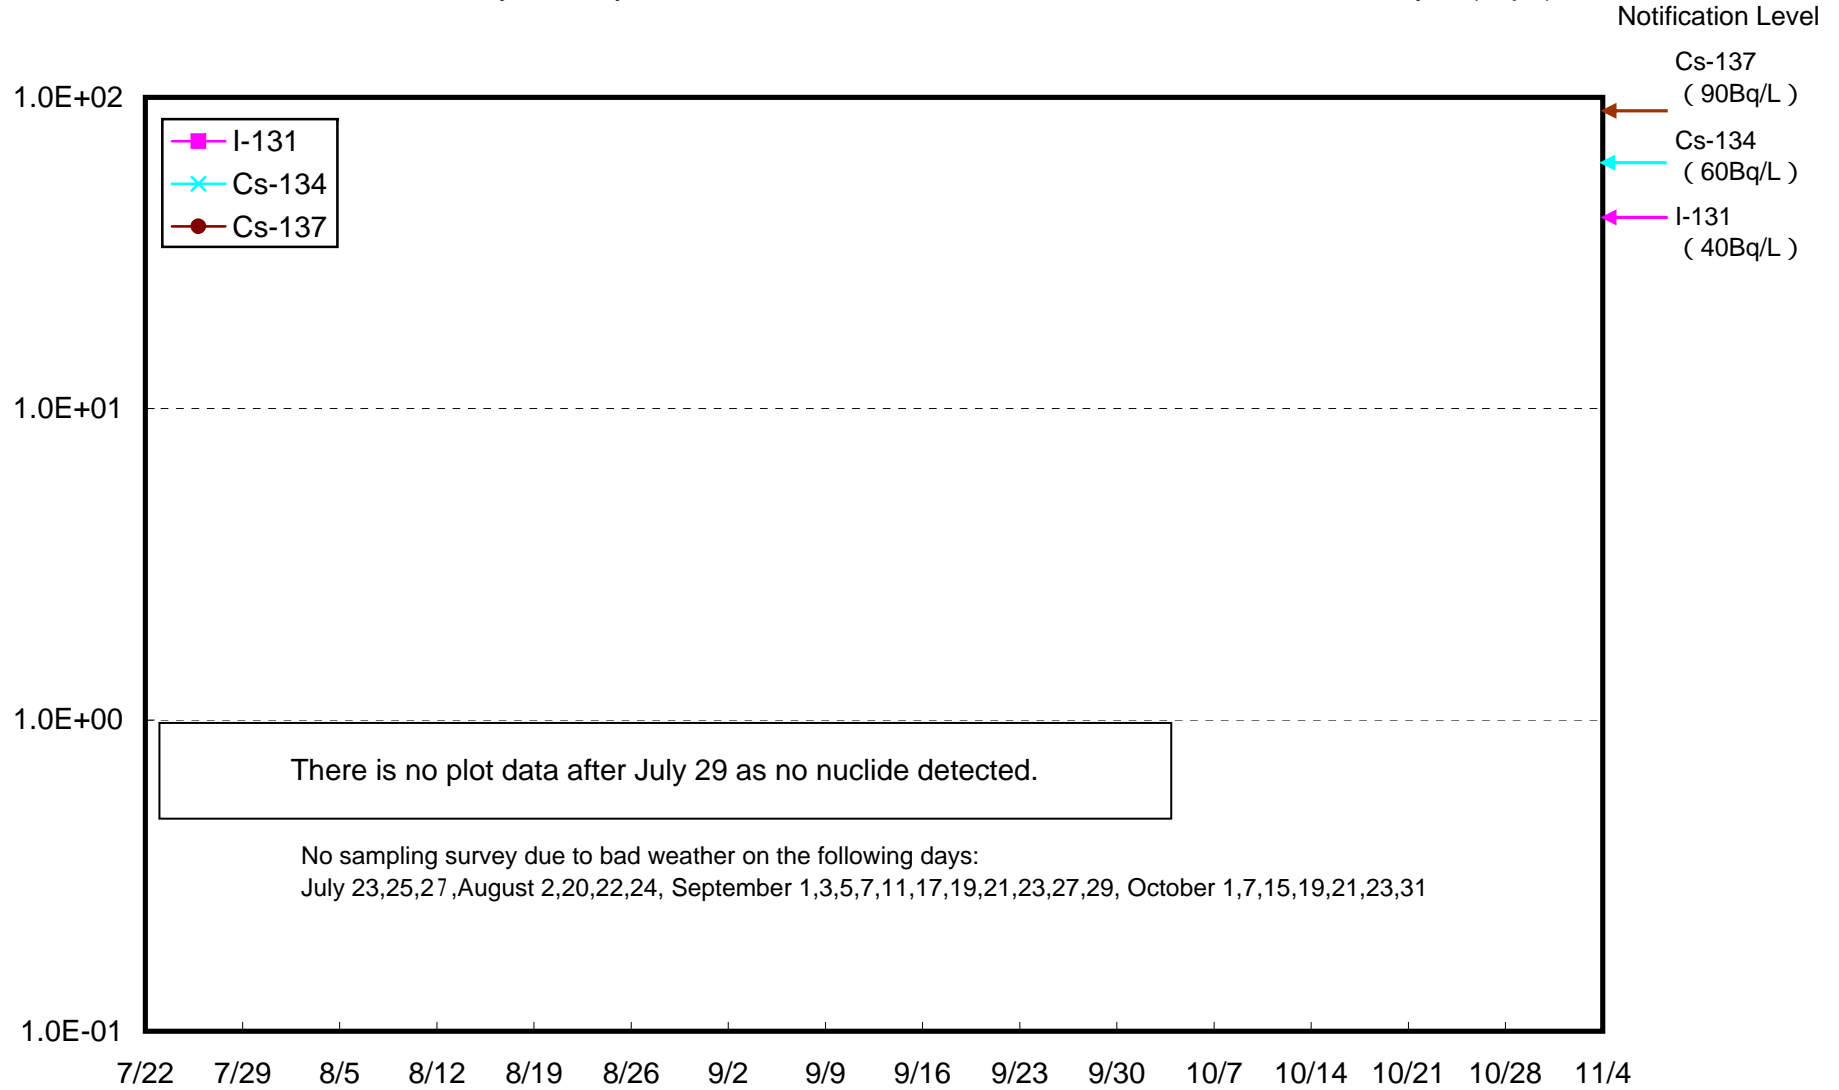 Notification Level
Cs-137
( 90Bq/L )
Cs-134
( 60Bq/L )
I-131
( 40Bq/L )
1.0E+02
I-131
Cs-134
Cs-137
1.0E+01
1.0E+00
There is no plot data after July 29 as no nuclide detected.
No sampling survey due to bad weather on the following days:
July 23,25,27,August 2,20,22,24, September 1,3,5,7,11,17,19,21,23,27,29, October 1,7,15,19,21,23,31
1.0E-01
7/22 7/29 8/5 8/12 8/19 8/26 9/2 9/9 9/16 9/23 9/30 10/7 10/14 10/21 10/28 11/4